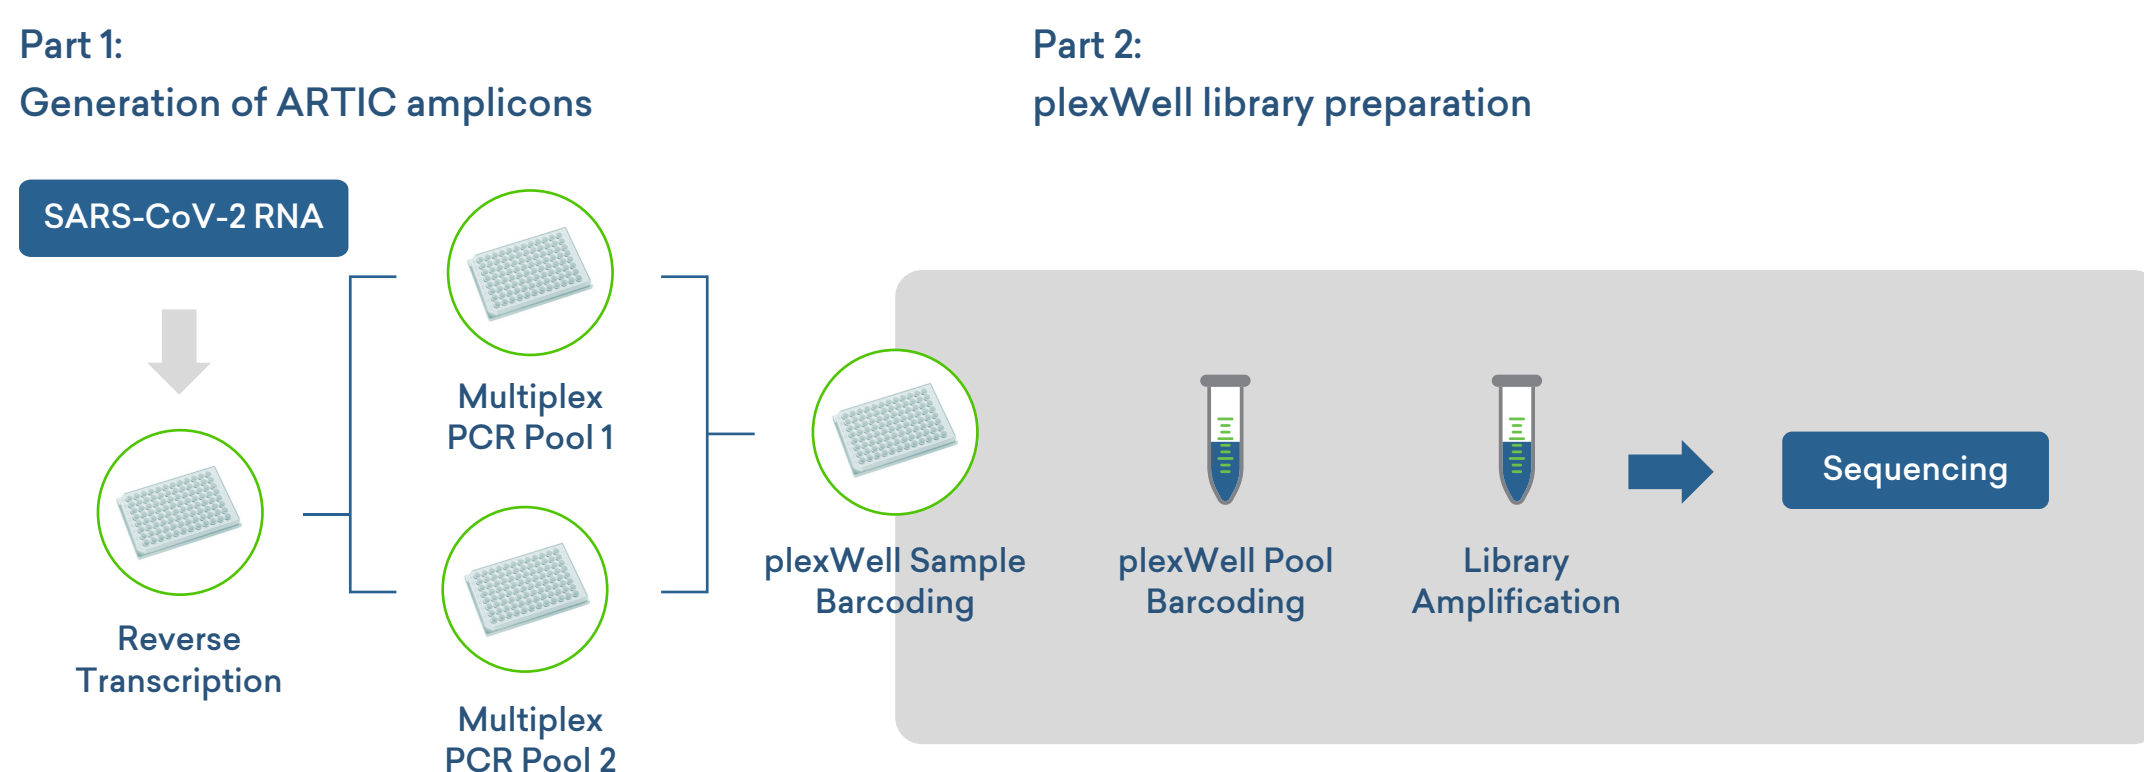 Part 1:
Generation of ARTIC amplicons
Part 2:
plexWell library preparation
SARS-CoV-2 RNA
Reverse
Transcription
Multiplex
PCR Pool 1
Multiplex
PCR Pool 2
plexWell Sample
Barcoding
plexWell Pool
Barcoding
Library
Amplification
Sequencing